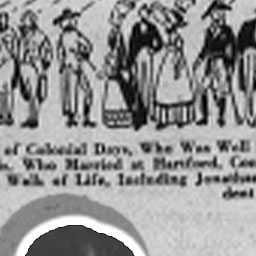 of Colonial Days, Who Was Well
Who Married at Hartford, Con
Walk of Life, Including Jonathan
dent